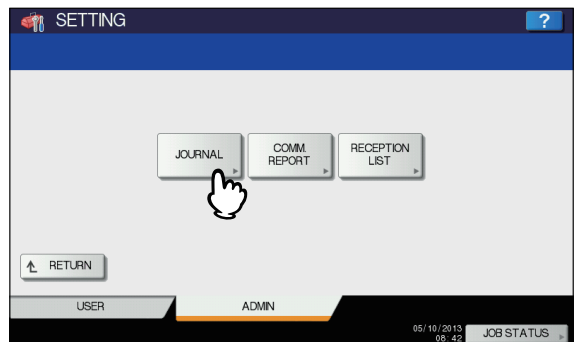 SETTING
?
JOURNAL
COMM.
REPORT
RECEPTION
LIST
RETURN
USER
ADMIN
05/10/2013
08:42
JOB STATUS